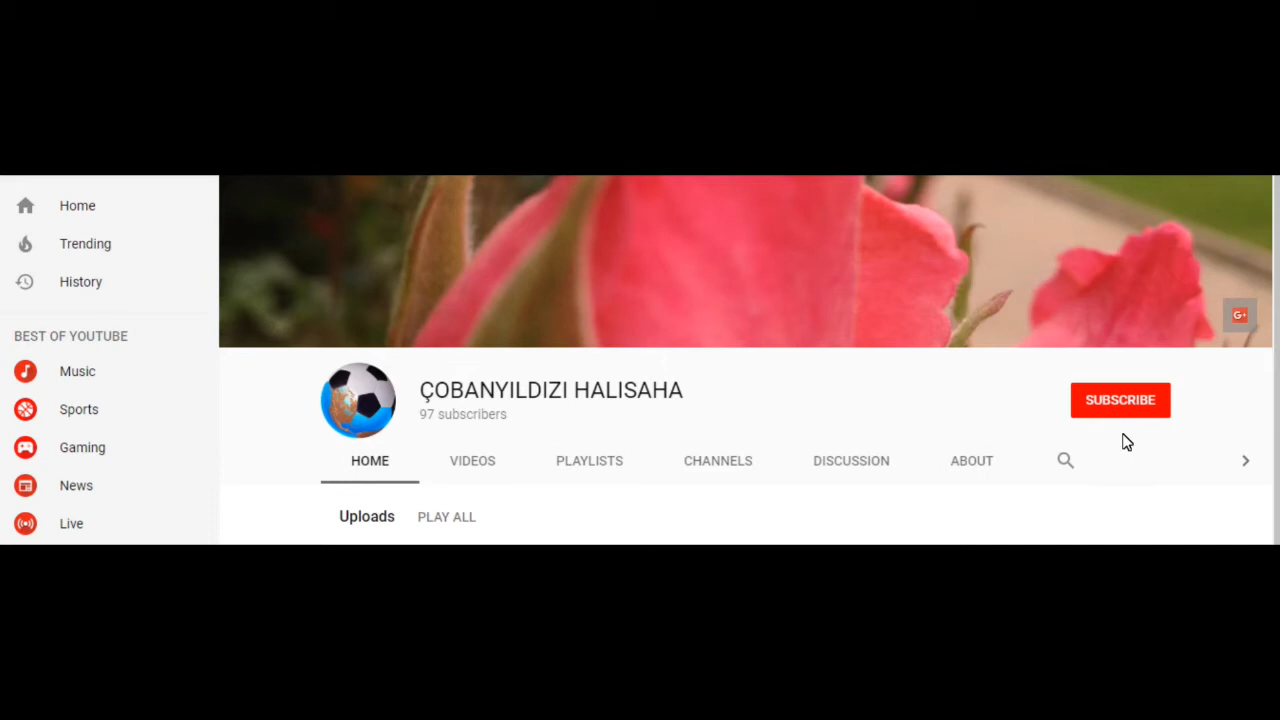 Home
Trending
History
BEST OF YOUTUBE
Music
Sports
Gaming
News
Live
G+
ÇOBANYILDIZI HALISAHA
97 subscribers
SUBSCRIBE
HOME VIDEOS PLAYLISTS CHANNELS DISCUSSION ABOUT
Uploads PLAY ALL